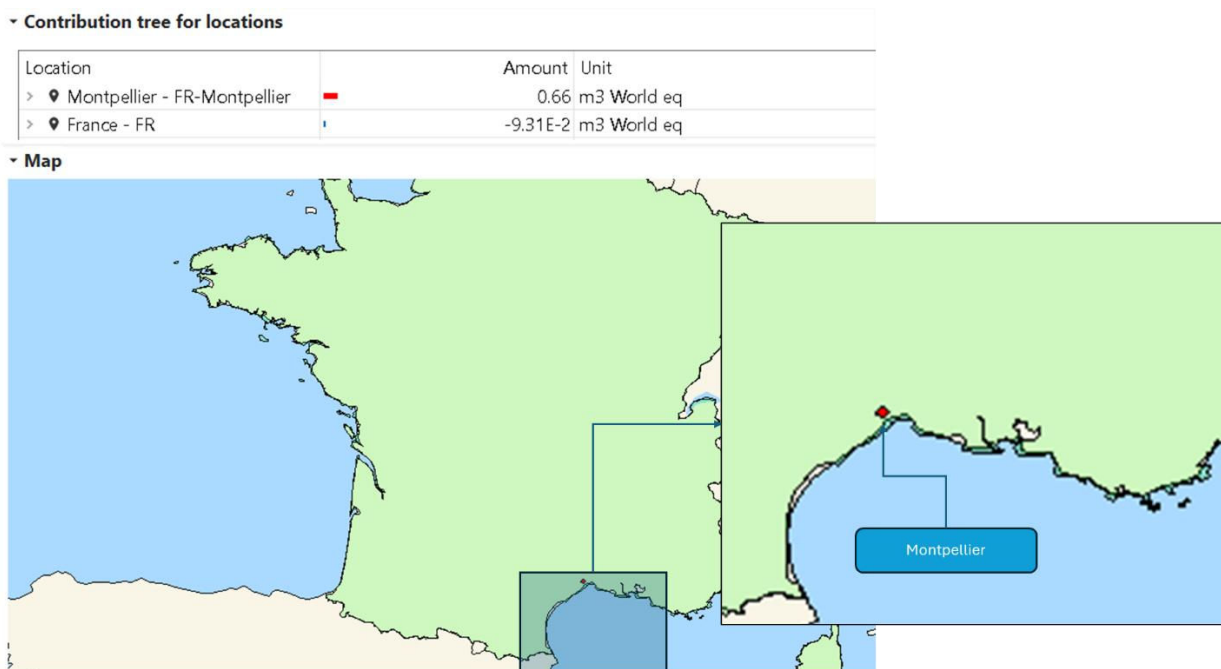 Contribution tree for locations
Location Amount Unit
Montpellier - FR-Montpellier 0.66 m3 World eq
France - FR -9.31E-2 m3 World eq
Map
Montpellier